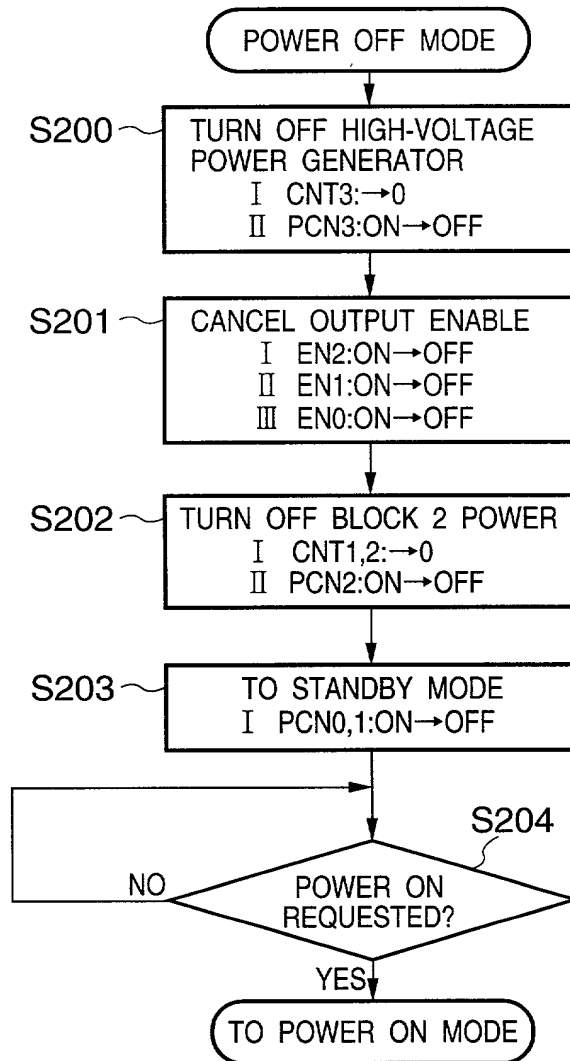 POWER OFF MODE
S200
TURN OFF HIGH-VOLTAGE
POWER GENERATOR
Ⅰ CNT3:→0
Ⅱ PCN3:ON→OFF
S201
CANCEL OUTPUT ENABLE
Ⅰ EN2:ON→OFF
Ⅱ EN1:ON→OFF
Ⅲ EN0:ON→OFF
S202
TURN OFF BLOCK 2 POWER
Ⅰ CNT1,2:→0
Ⅱ PCN2:ON→OFF
S203
TO STANDBY MODE
Ⅰ PCN0,1:ON→OFF
S204
NO
POWER ON
REQUESTED?
YES
TO POWER ON MODE